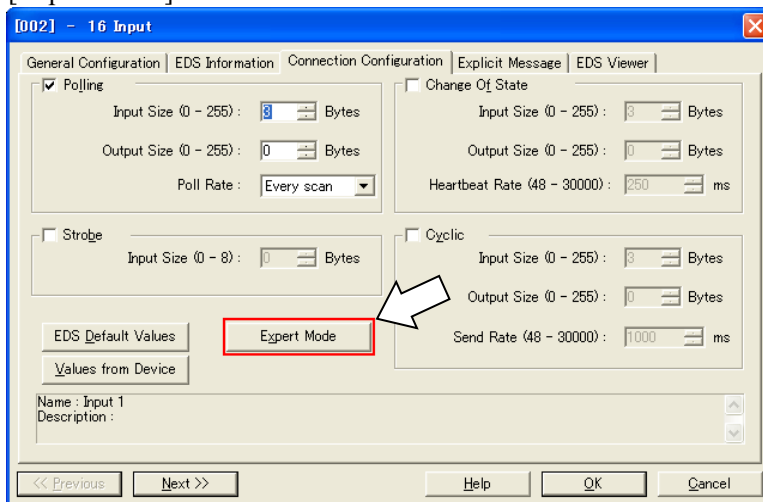 [002] - 16 Input
General Configuration | EDS Information | Connection Configuration | Explicit Message | EDS Viewer
Polling
Input Size (0 - 255) : 3 Bytes
Output Size (0 - 255) : 0 Bytes
Poll Rate : Every scan
Change Of State
Input Size (0 - 255) : 3 Bytes
Output Size (0 - 255) : 0 Bytes
Heartbeat Rate (48 - 30000) : 250 ms
Strobe
Input Size (0 - 8) : 0 Bytes
Cyclic
Input Size (0 - 255) : 3 Bytes
Output Size (0 - 255) : 0 Bytes
Send Rate (48 - 30000) : 1000 ms
EDS Default Values
Expert Mode
Values from Device
Name : Input 1
Description :
<< Previous
Next >>
Help
OK
Cancel